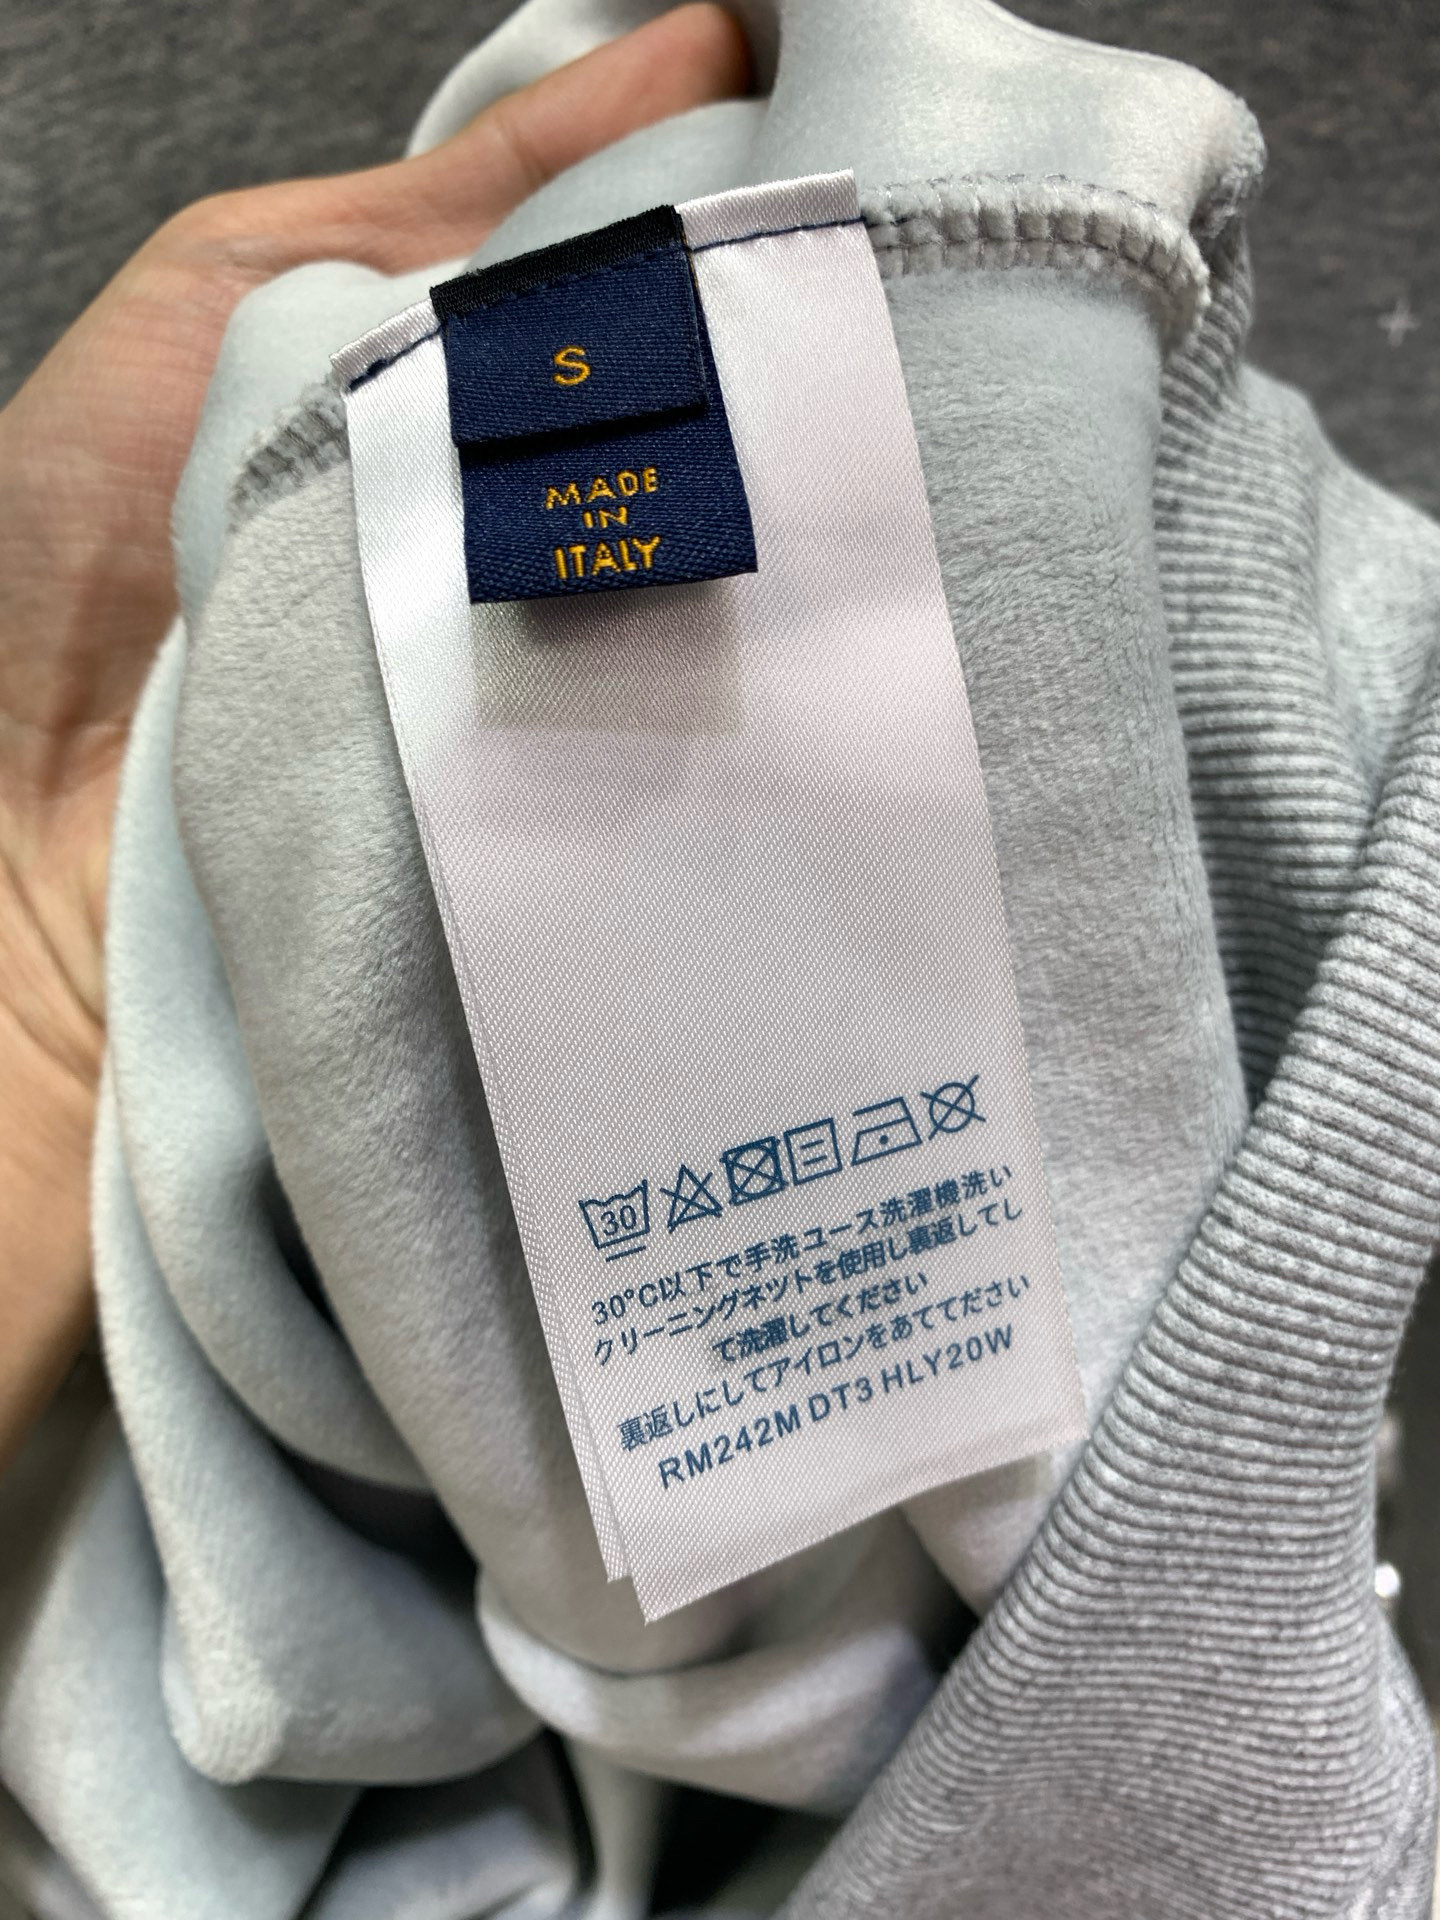 S
MADE
IN
ITALY
30
30°C以下で手洗ユース洗濯機洗い
クリーニングネットを使用し裏返してし
て洗濯してください
裏返しにしてアイロンをあててださい
RM242M DT3 HLY20W